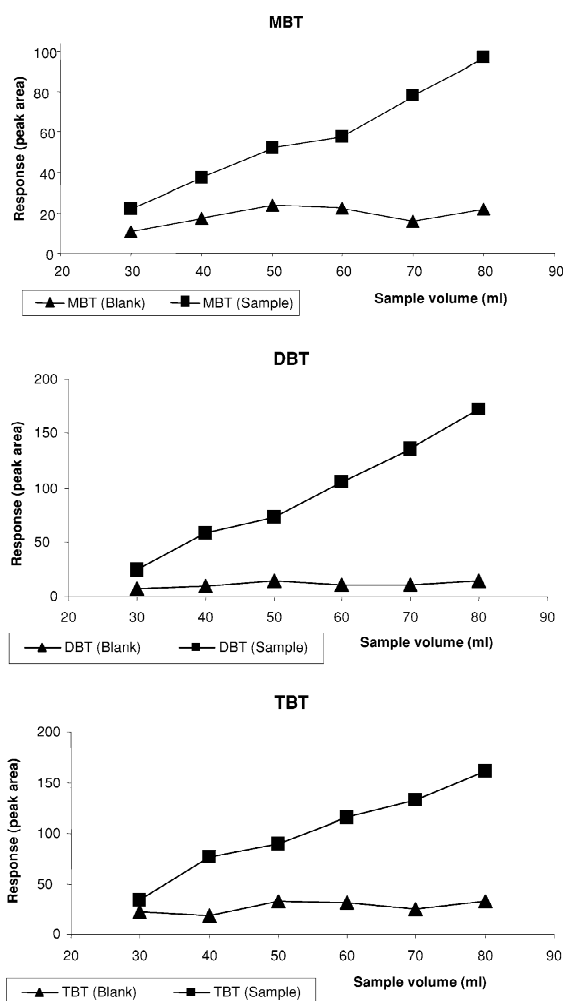 MBT
Response (peak area)
100
80
60
40
20
0
20 30 40 50 60 70 80 90
Sample volume (ml)
MBT (Blank) MBT (Sample)
DBT
Response (peak area)
200
150
100
50
0
20 30 40 50 60 70 80 90
Sample volume (ml)
DBT (Blank) DBT (Sample)
TBT
Response (peak area)
200
150
100
50
0
20 30 40 50 60 70 80 90
Sample volume (ml)
TBT (Blank) TBT (Sample)